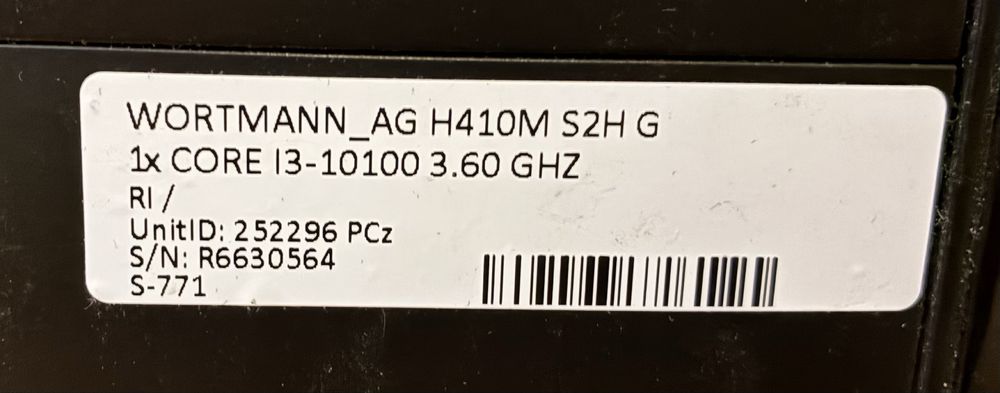 WORTMANN_AG H410M S2H G
1x CORE I3-10100 3.60 GHZ
RI /
UnitID: 252296 PCz
S/N: R6630564
S-771